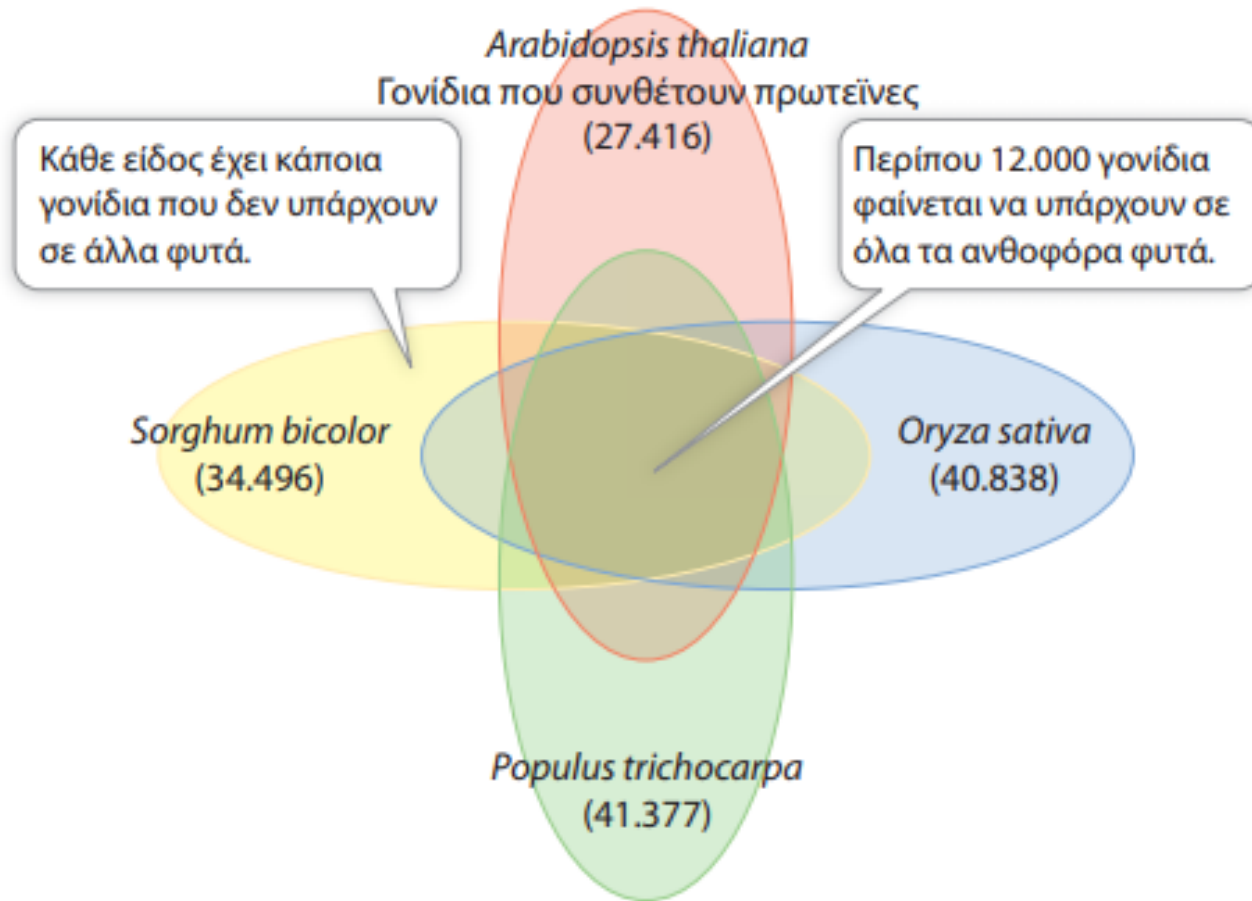 Arabidopsis thaliana
Γονίδια που συνθέτουν πρωτεϊνες
(27.416)
Κάθε είδος έχει κάποια
γονίδια που δεν υπάρχουν
σε άλλα φυτά.
Περίπου 12.000 γονίδια
φαίνεται να υπάρχουν σε
όλα τα ανθοφόρα φυτά.
Sorghum bicolor
(34.496)
Oryza sativa
(40.838)
Populus trichocarpa
(41.377)